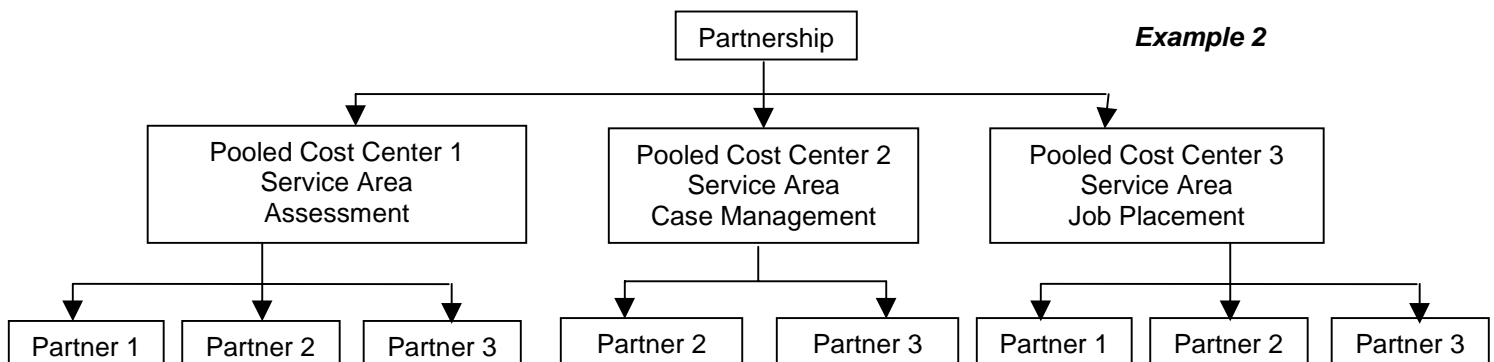 Partnership
Example 2
Pooled Cost Center 1
Service Area
Assessment
Pooled Cost Center 2
Service Area
Case Management
Pooled Cost Center 3
Service Area
Job Placement
Partner 1
Partner 2
Partner 3
Partner 2
Partner 3
Partner 1
Partner 2
Partner 3